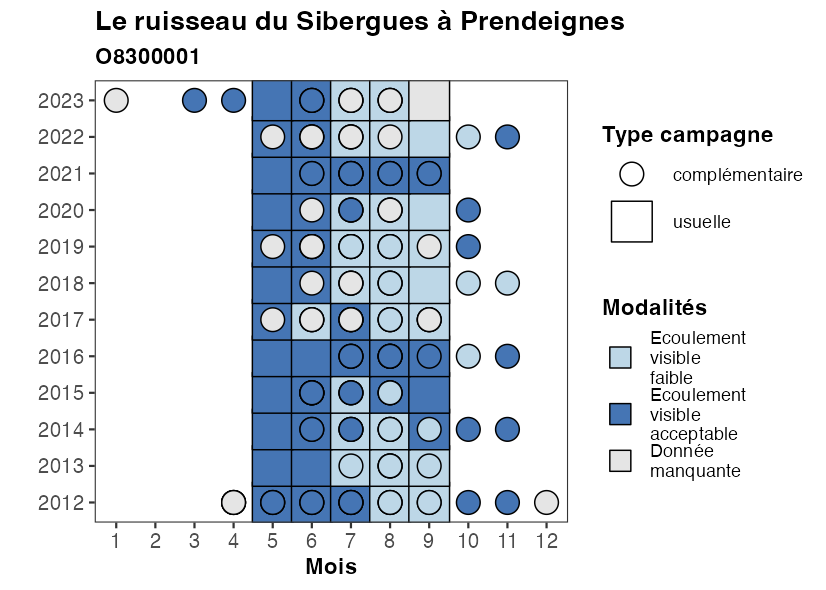 Le ruisseau du Sibergues à Prendeignes
O8300001
2023
2022
2021
2020
2019
2018
2017
2016
2015
2014
2013
2012
1 2 3 4 5 6 7 8 9 10 11 12
Mois
Type campagne
complémentaire
usuelle
Modalités
Ecoulement
visible
faible
Ecoulement
visible
acceptable
Donnée
manquante